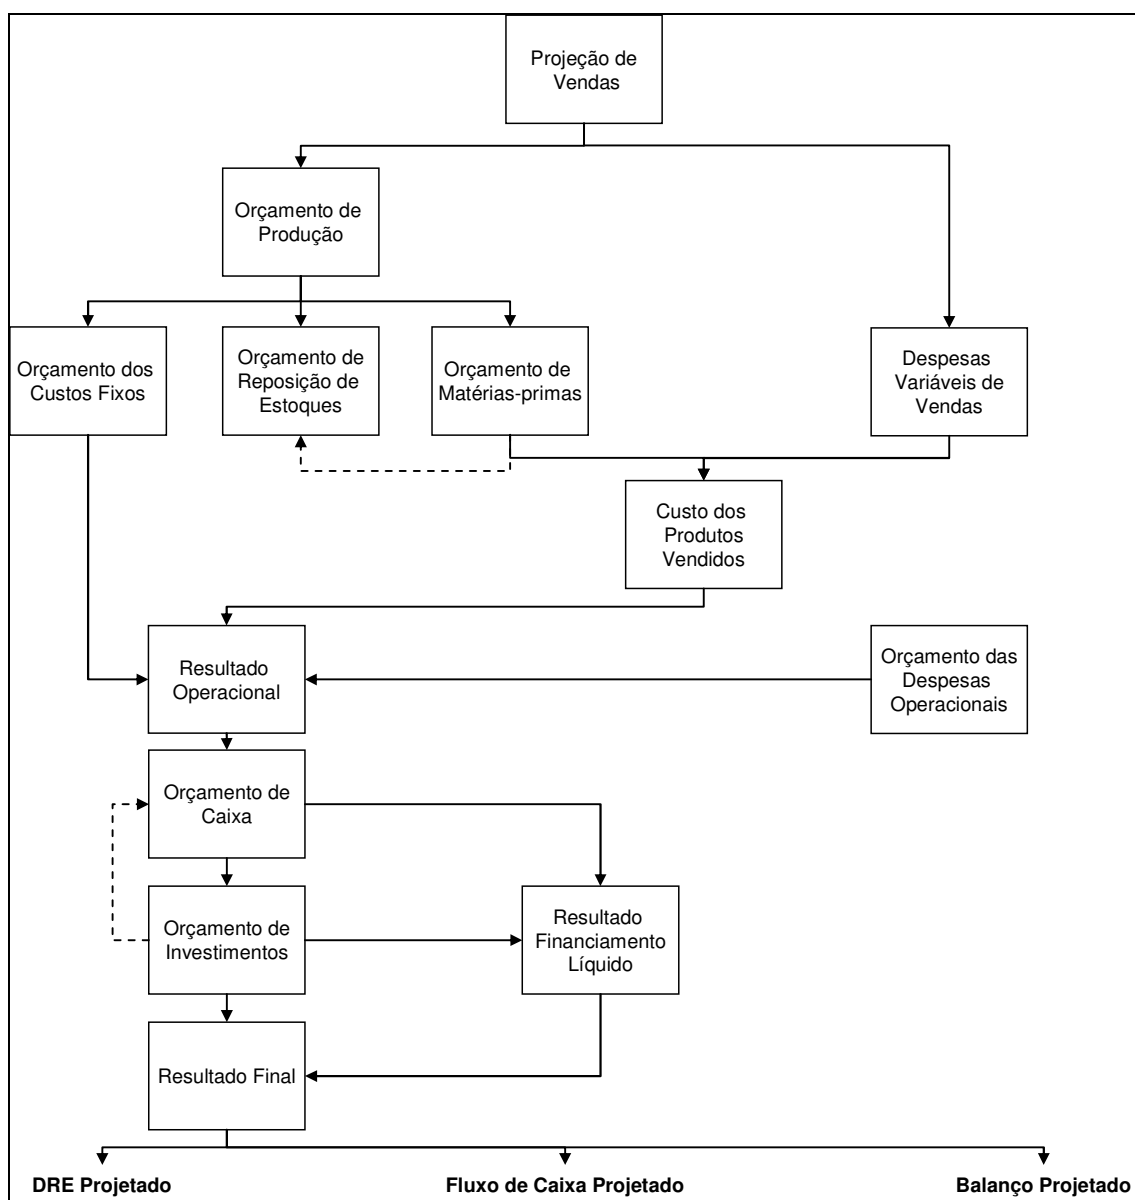 Projeção de
Vendas
Orçamento de
Produção
Orçamento dos
Custos Fixos
Orçamento de
Reposição de
Estoques
Orçamento de
Matérias-primas
Despesas
Variáveis de
Vendas
Custo dos
Produtos
Vendidos
Resultado
Operacional
Orçamento das
Despesas
Operacionais
Orçamento de
Caixa
Orçamento de
Investimentos
Resultado
Financiamento
Líquido
Resultado Final
DRE Projetado
Fluxo de Caixa Projetado
Balanço Projetado